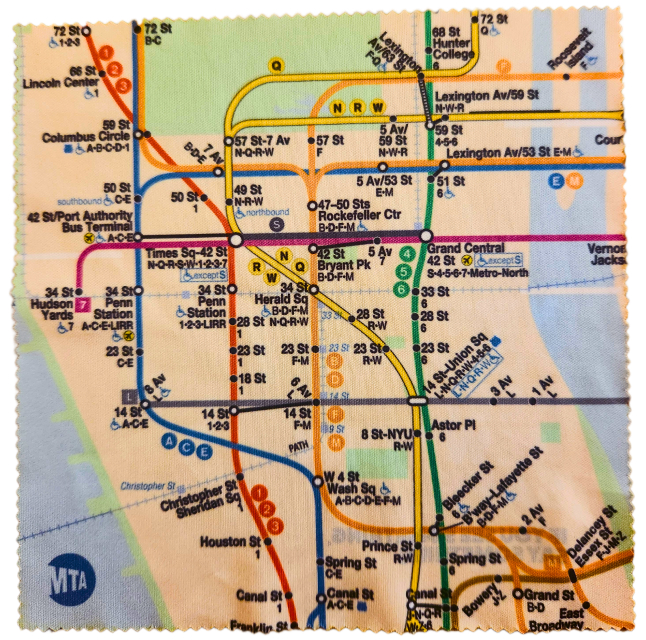 72 St
1-2-3
72 St
B-C
66 St
Lincoln Center
1
1
2
3
59 St
Columbus Circle
A-B-C-D-1
7 Av
B-D-E
50 St
C-E
southbound
50 St
1
42 St/Port Authority
Bus Terminal
A-C-E
Times Sq-42 St
N-Q-R-S-W-1-2-3-7
except S
34 St
Hudson
Yards
7
7
34 St
Penn
Station
A-C-E-LIRR
34 St
Penn
Station
1-2-3-LIRR
28 St
1
23 St
C-E
23 St
1
18 St
1
L
8 Av
L
14 St
A-C-E
14 St
1-2-3
A C E
Christopher St
Christopher St
Sheridan Sq
1
1
2
3
Houston St
1
Canal St
1
Franklin St
MTA
Q
N R W
57 St-7 Av
N-Q-R-W
57 St
F
5 Av/
59 St
N-W-R
Lexington
Av/63 St
F-Q
68 St
Hunter
College
6
72 St
Q
F
Roosevelt
Island
F
Lexington Av/59 St
N-W-R
59 St
4-5-6
Cour
Lexington Av/53 St E-M
5 Av/53 St
E-M
51 St
6
E M
49 St
N-R-W
northbound
S
47-50 Sts
Rockefeller Ctr
B-D-F-M
42 St
Bryant Pk
B-D-F-M
5 Av
7
4
5
6
Grand Central
42 St
except S
S-4-5-6-7-Metro-North
Vernon
Jacks
N
Q
R
W
34 St
Herald Sq
B-D-F-M
N-Q-R-W
33 St
33 St
6
28 St
R-W
28 St
6
23 St
F-M
23 St
23 St
R-W
23 St
6
B
D
F
M
14 St
9 St
6 Av
L
14 St
F-M
14 St-Union Sq
L-N-Q-R-W-4-5-6
L-N-Q-R-W
3 Av
L
1 Av
L
8 St-NYU
R-W
Astor Pl
6
PATH
W 4 St
Wash Sq
A-B-C-D-E-F-M
Bleecker St
6
B'way-Lafayette St
B-D-F-M
2 Av
F
Delancey St
Essex St
F-J-M-Z
Prince St
R-W
Spring St
C-E
Spring St
6
Canal St
A-C-E
Canal St
J-N-Q-R
W-Z-6
Bowery
J-Z
Grand St
B-D
East
Broadway